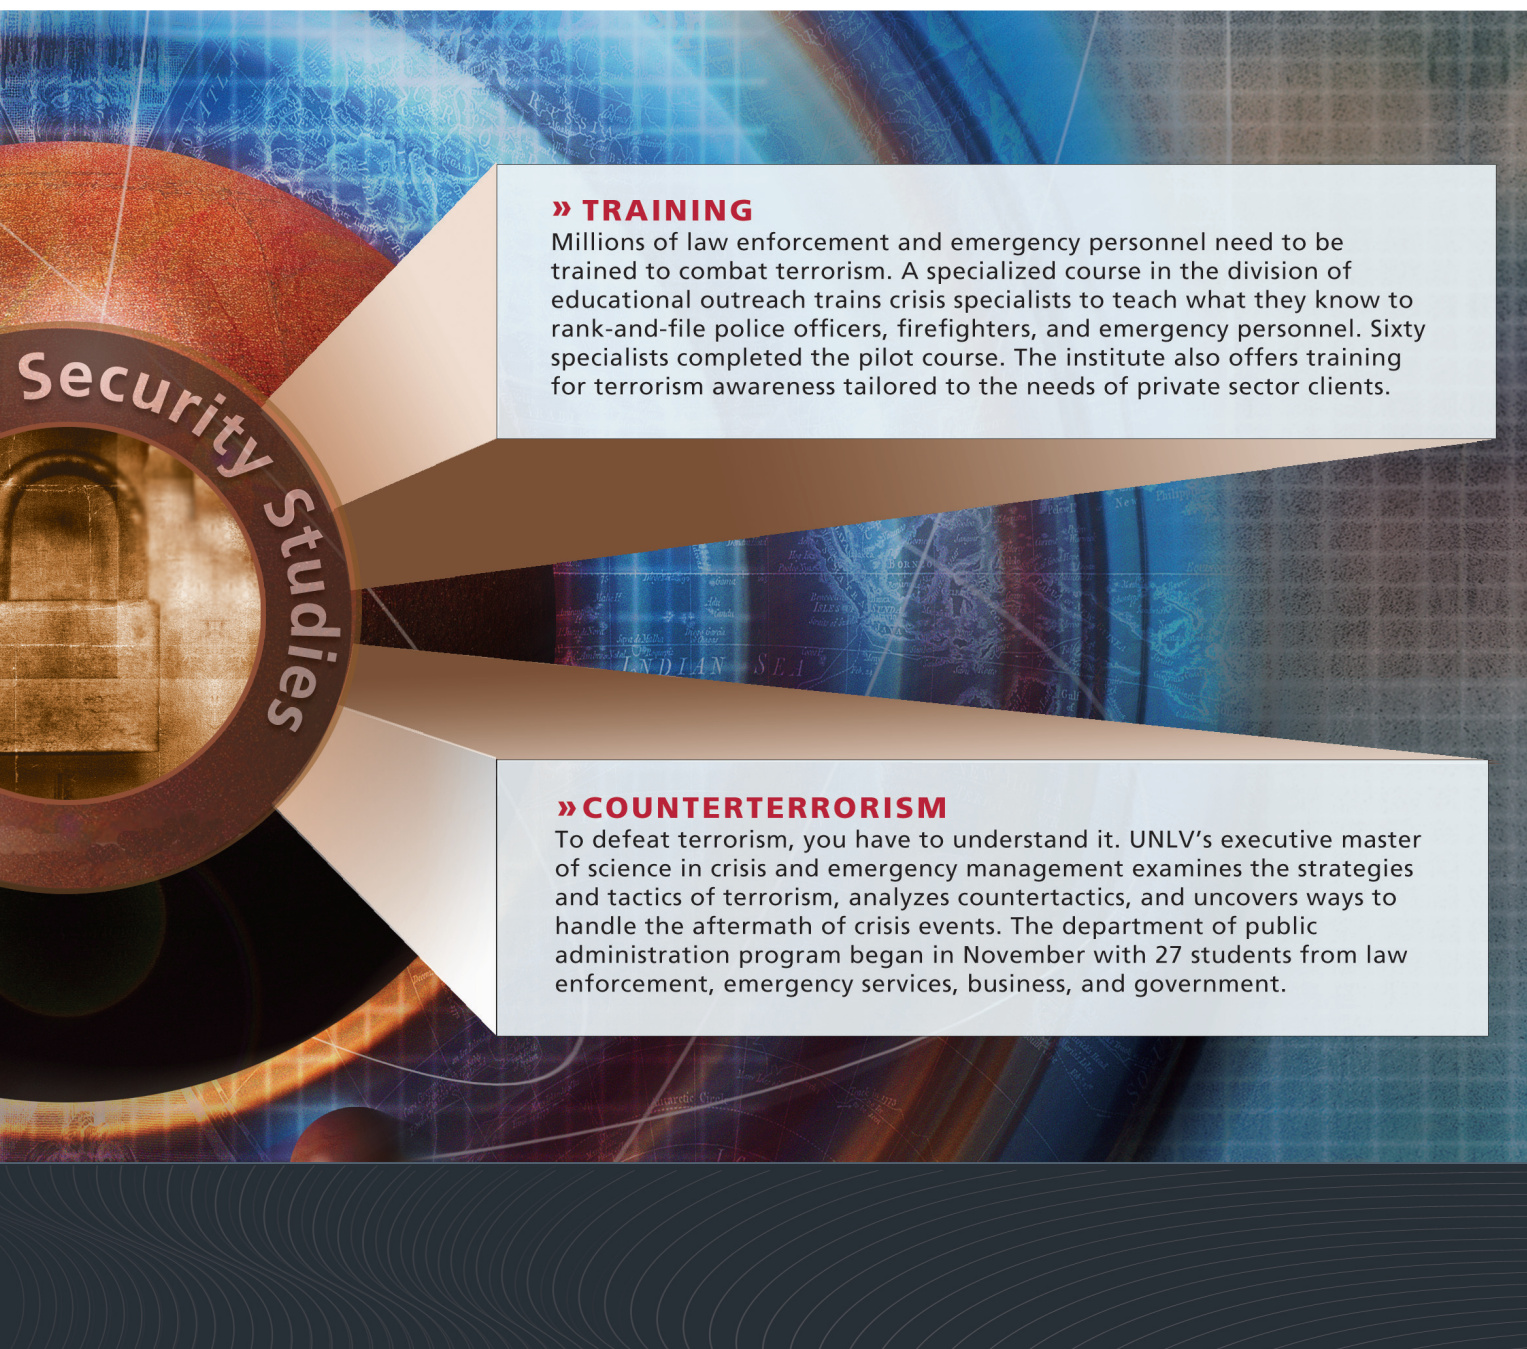 Security Studies
» TRAINING
Millions of law enforcement and emergency personnel need to be
trained to combat terrorism. A specialized course in the division of
educational outreach trains crisis specialists to teach what they know to
rank-and-file police officers, firefighters, and emergency personnel. Sixty
specialists completed the pilot course. The institute also offers training
for terrorism awareness tailored to the needs of private sector clients.
INDIAN SEA
» COUNTERTERRORISM
To defeat terrorism, you have to understand it. UNLV’s executive master
of science in crisis and emergency management examines the strategies
and tactics of terrorism, analyzes countertactics, and uncovers ways to
handle the aftermath of crisis events. The department of public
administration program began in November with 27 students from law
enforcement, emergency services, business, and government.